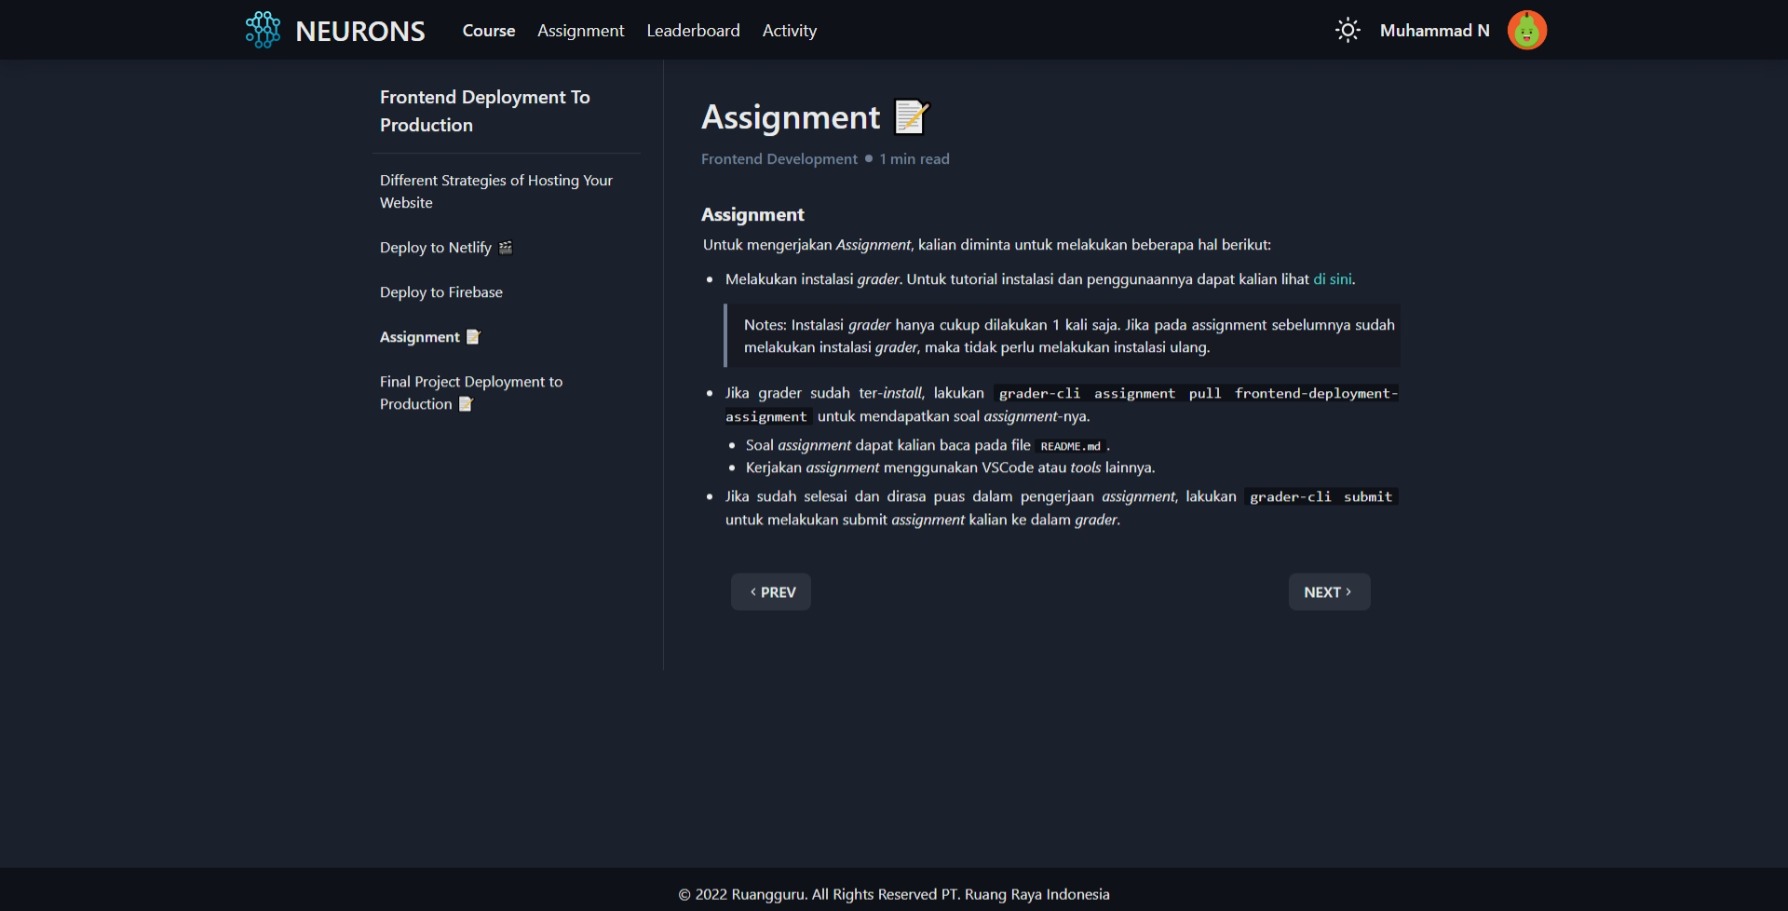 NEURONS
Course
Assignment
Leaderboard
Activity
Muhammad N
Frontend Deployment To
Production
Different Strategies of Hosting Your
Website
Deploy to Netlify 🎬
Deploy to Firebase
Assignment 📝
Final Project Deployment to
Production 📝
Assignment 📝
Frontend Development • 1 min read
Assignment
Untuk mengerjakan Assignment, kalian diminta untuk melakukan beberapa hal berikut:
• Melakukan instalasi grader. Untuk tutorial instalasi dan penggunaannya dapat kalian lihat di sini.
Notes: Instalasi grader hanya cukup dilakukan 1 kali saja. Jika pada assignment sebelumnya sudah
melakukan instalasi grader, maka tidak perlu melakukan instalasi ulang.
• Jika grader sudah ter-install, lakukan grader-cli assignment pull frontend-deployment-
assignment untuk mendapatkan soal assignment-nya.
• Soal assignment dapat kalian baca pada file README.md.
• Kerjakan assignment menggunakan VSCode atau tools lainnya.
• Jika sudah selesai dan dirasa puas dalam pengerjaan assignment, lakukan grader-cli submit
untuk melakukan submit assignment kalian ke dalam grader.
‹ PREV
NEXT ›
© 2022 Ruangguru. All Rights Reserved PT. Ruang Raya Indonesia